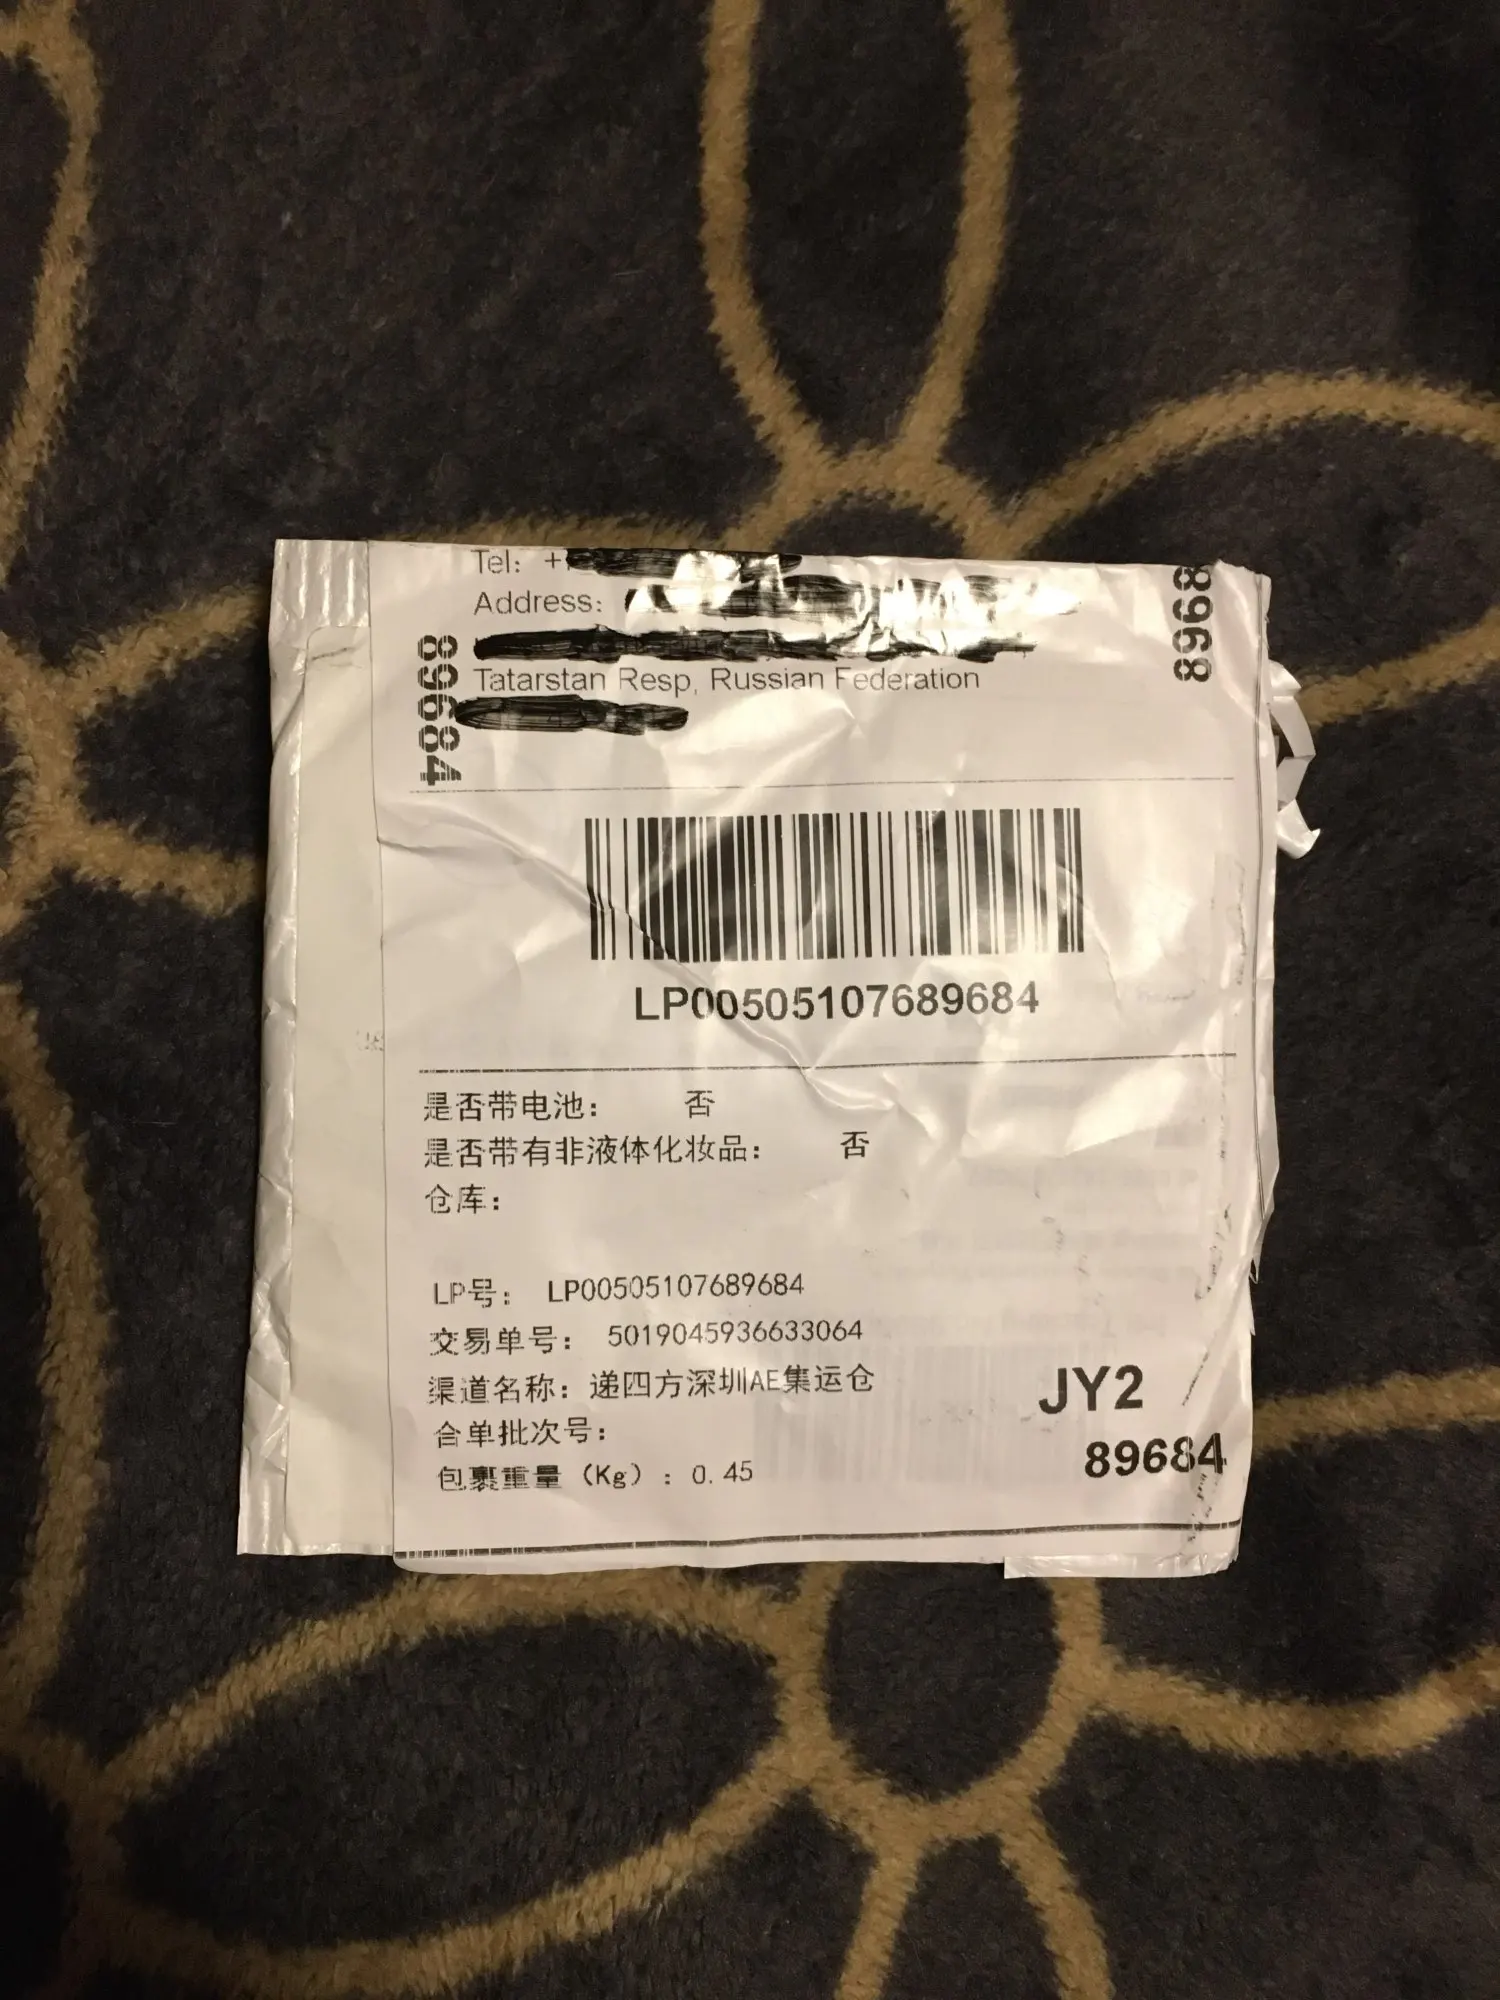 Tel: +
Address:
Tatarstan Resp, Russian Federation
89684
8968
LP00505107689684
是否带电池： 否
是否带有非液体化妆品： 否
仓库：
LP号： LP00505107689684
交易单号： 5019045936633064
渠道名称：递四方深圳AE集运仓
合单批次号：
包裹重量（Kg）：0.45
JY2
89684